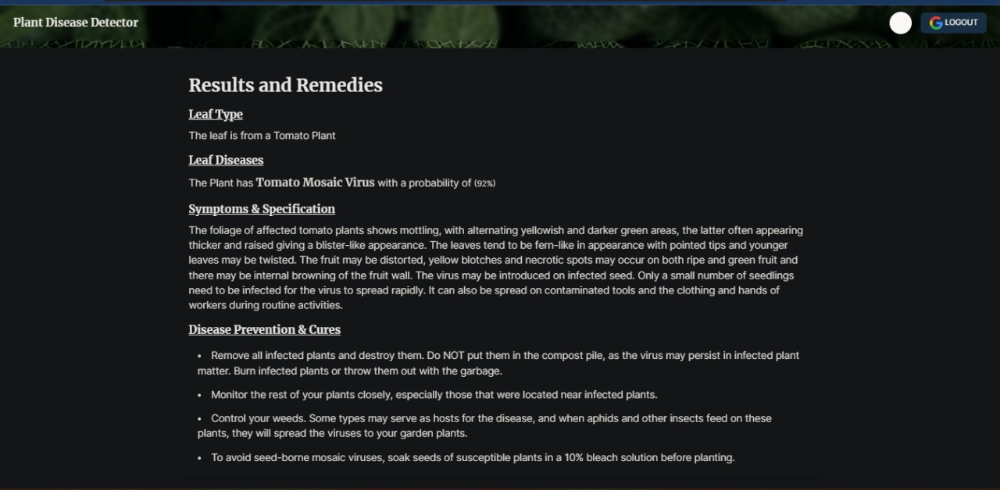 Plant Disease Detector
LOGOUT
Results and Remedies
Leaf Type
The leaf is from a Tomato Plant
Leaf Diseases
The Plant has Tomato Mosaic Virus with a probability of (92%)
Symptoms & Specification
The foliage of affected tomato plants shows mottling, with alternating yellowish and darker green areas, the latter often appearing
thicker and raised giving a blister-like appearance. The leaves tend to be fern-like in appearance with pointed tips and younger
leaves may be twisted. The fruit may be distorted, yellow blotches and necrotic spots may occur on both ripe and green fruit and
there may be internal browning of the fruit wall. The virus may be introduced on infected seed. Only a small number of seedlings
need to be infected for the virus to spread rapidly. It can also be spread on contaminated tools and the clothing and hands of
workers during routine activities.
Disease Prevention & Cures
• Remove all infected plants and destroy them. Do NOT put them in the compost pile, as the virus may persist in infected plant
matter. Burn infected plants or throw them out with the garbage.
• Monitor the rest of your plants closely, especially those that were located near infected plants.
• Control your weeds. Some types may serve as hosts for the disease, and when aphids and other insects feed on these
plants, they will spread the viruses to your garden plants.
• To avoid seed-borne mosaic viruses, soak seeds of susceptible plants in a 10% bleach solution before planting.